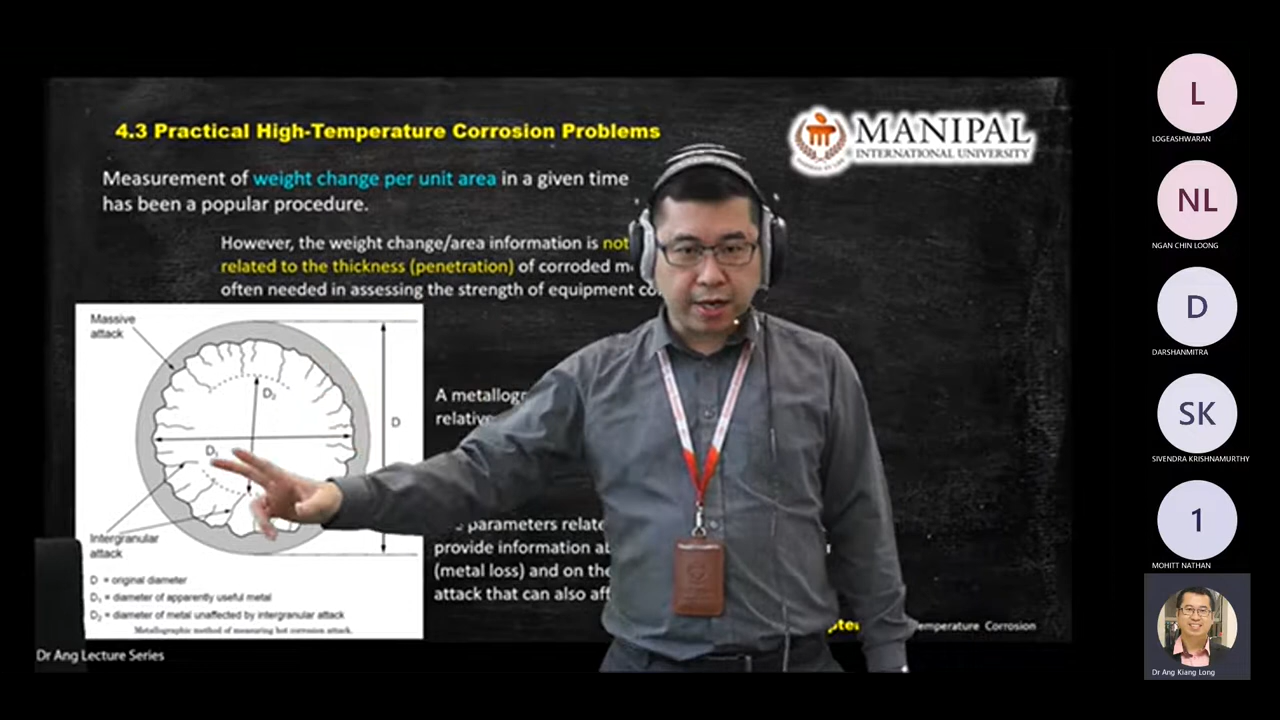 4.3 Practical High-Temperature Corrosion Problems
MANIPAL
INTERNATIONAL UNIVERSITY
Measurement of weight change per unit area in a given time
has been a popular procedure.
However, the weight change/area information is not
related to the thickness (penetration) of corroded
often needed in assessing the strength of equipment
Massive
attack
D₂
D
D₁
Intergranular
attack
D = original diameter
D₁ = diameter of apparently useful metal
D₂ = diameter of metal unaffected by intergranular attack
Metallographic method of measuring hot corrosion attack.
A
relative
parameters
provide information
(metal loss) and on the
attack that can also
Temperature Corrosion
Dr Ang Lecture Series
L
LOGEASHWARAN
NL
NGAN CHIN LOONG
D
DARSHANMITRA
SK
SIVENDRA KRISHNAMURTHY
1
MOHITT NATHAN
Dr Ang Kiang Long